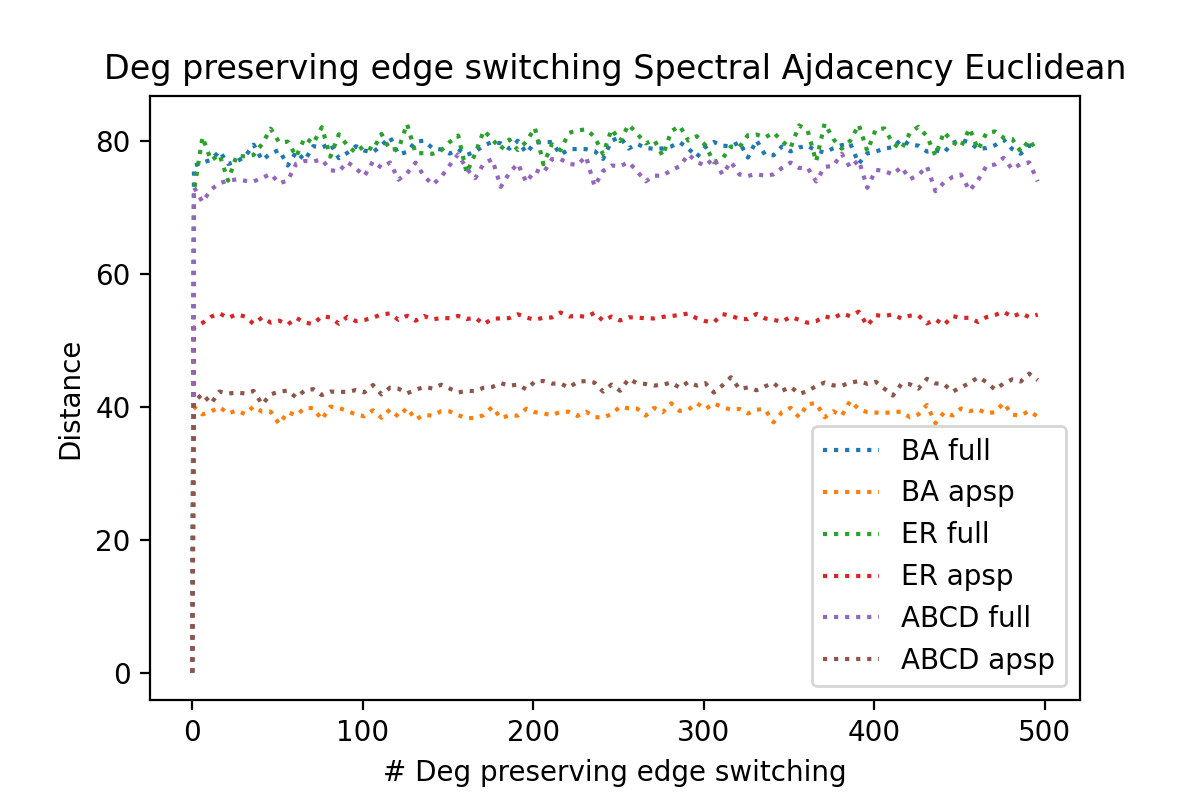 Deg preserving edge switching Spectral Ajdacency Euclidean
80
60
40
20
0
Distance
BA full
BA apsp
ER full
ER apsp
ABCD full
ABCD apsp
0 100 200 300 400 500
# Deg preserving edge switching